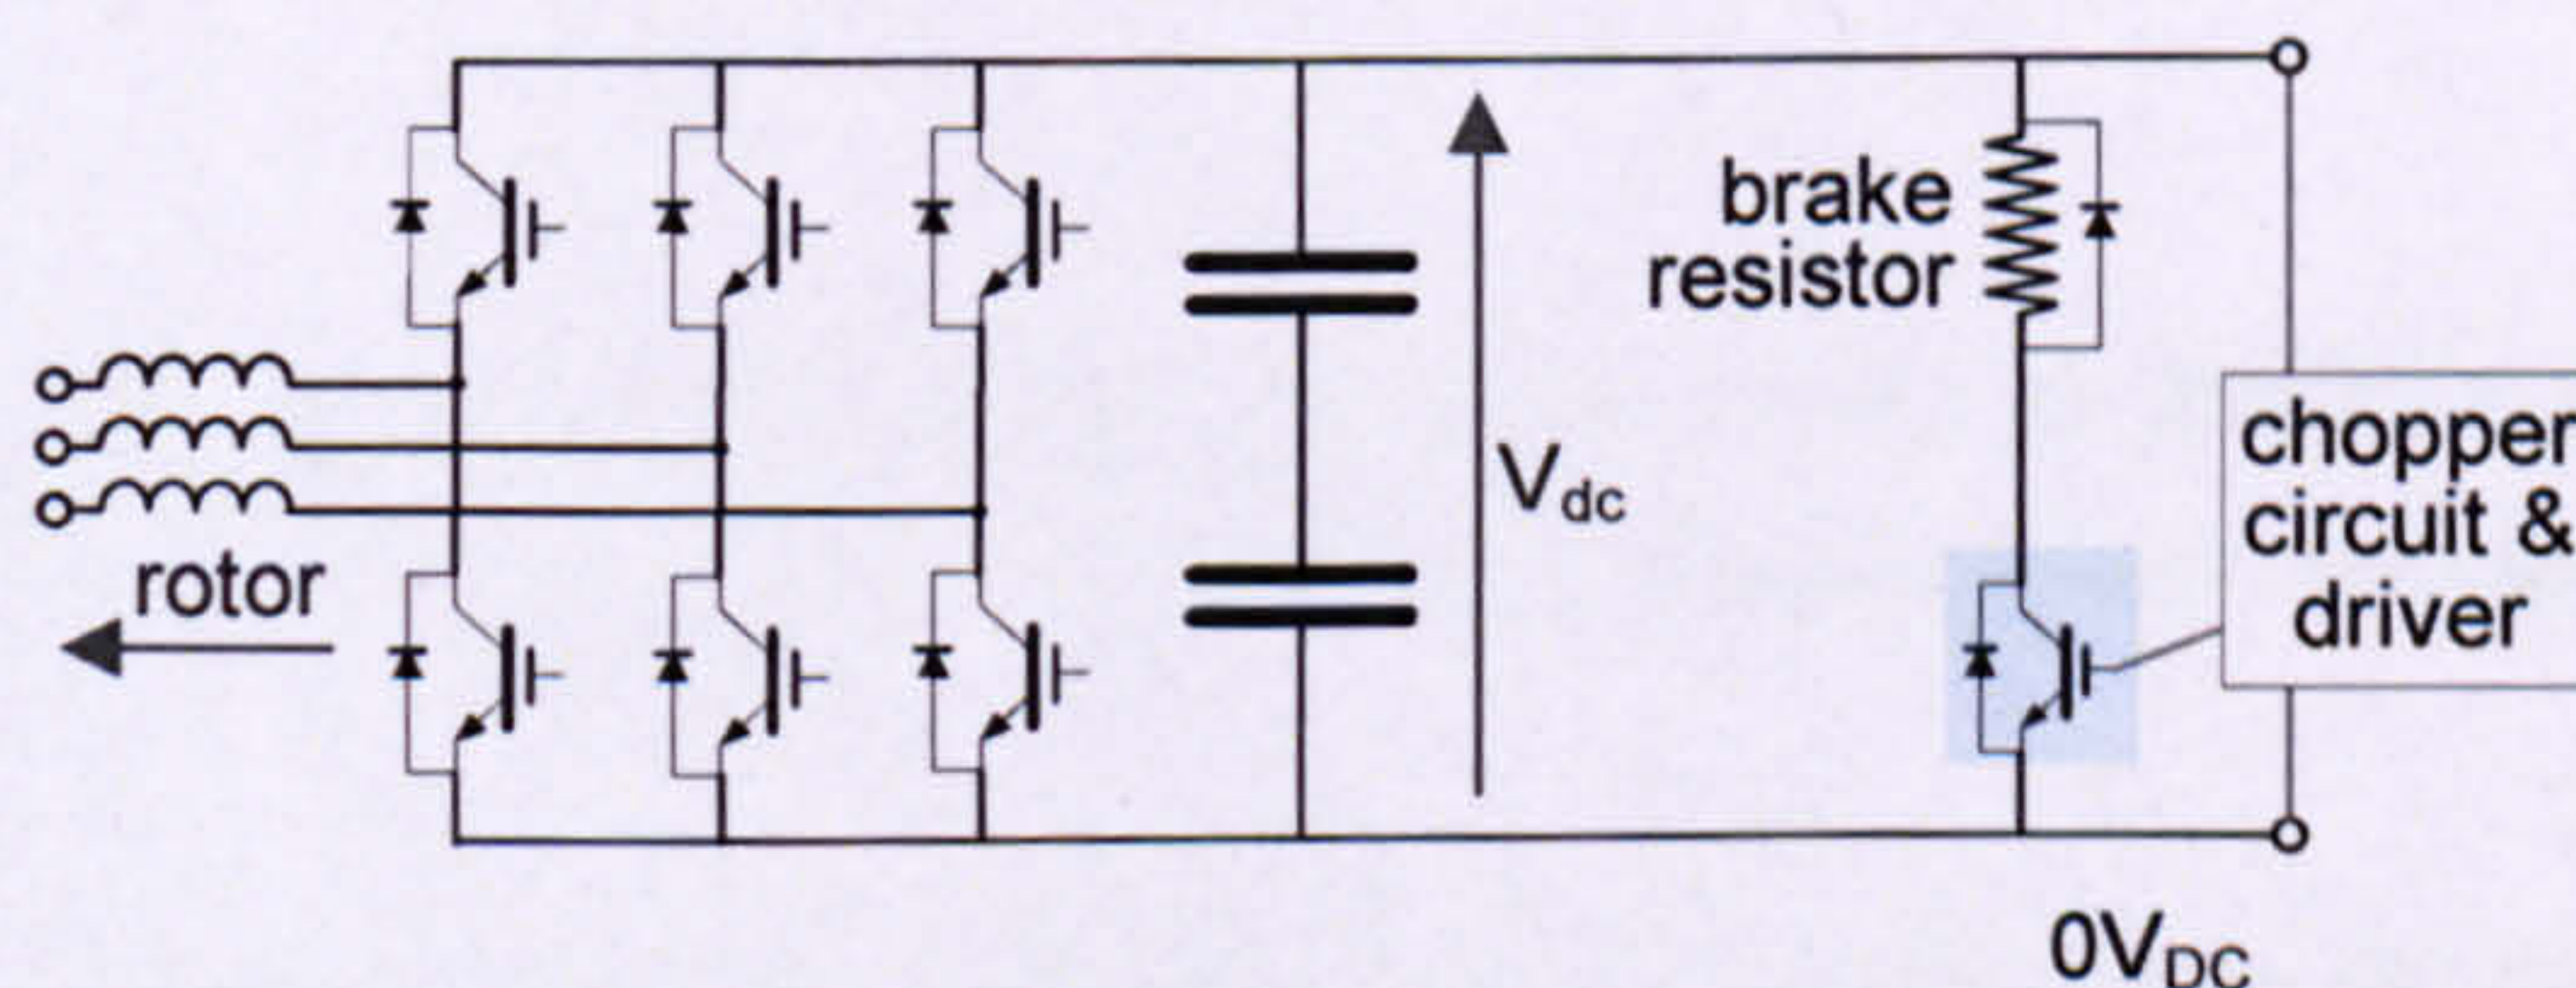 brake
resistor
V_dc
chopper
circuit &
driver
rotor
0V_DC